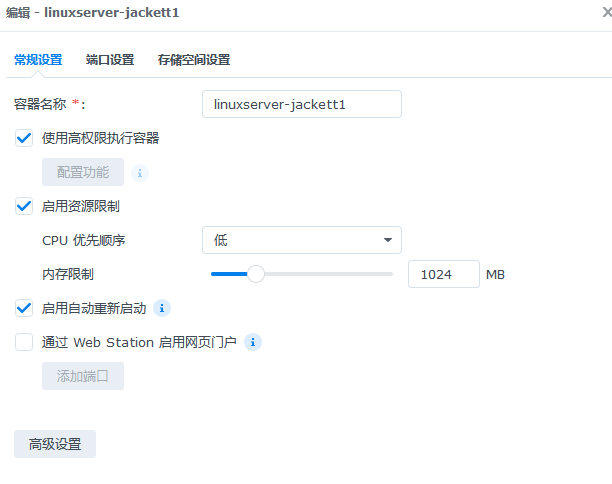 编辑 - linuxserver-jackett1
常规设置 端口设置 存储空间设置
容器名称 *: linuxserver-jackett1
使用高权限执行容器
配置功能 i
启用资源限制
CPU 优先顺序 低
内存限制 1024 MB
启用自动重新启动 i
通过 Web Station 启用网页门户 i
添加端口
高级设置